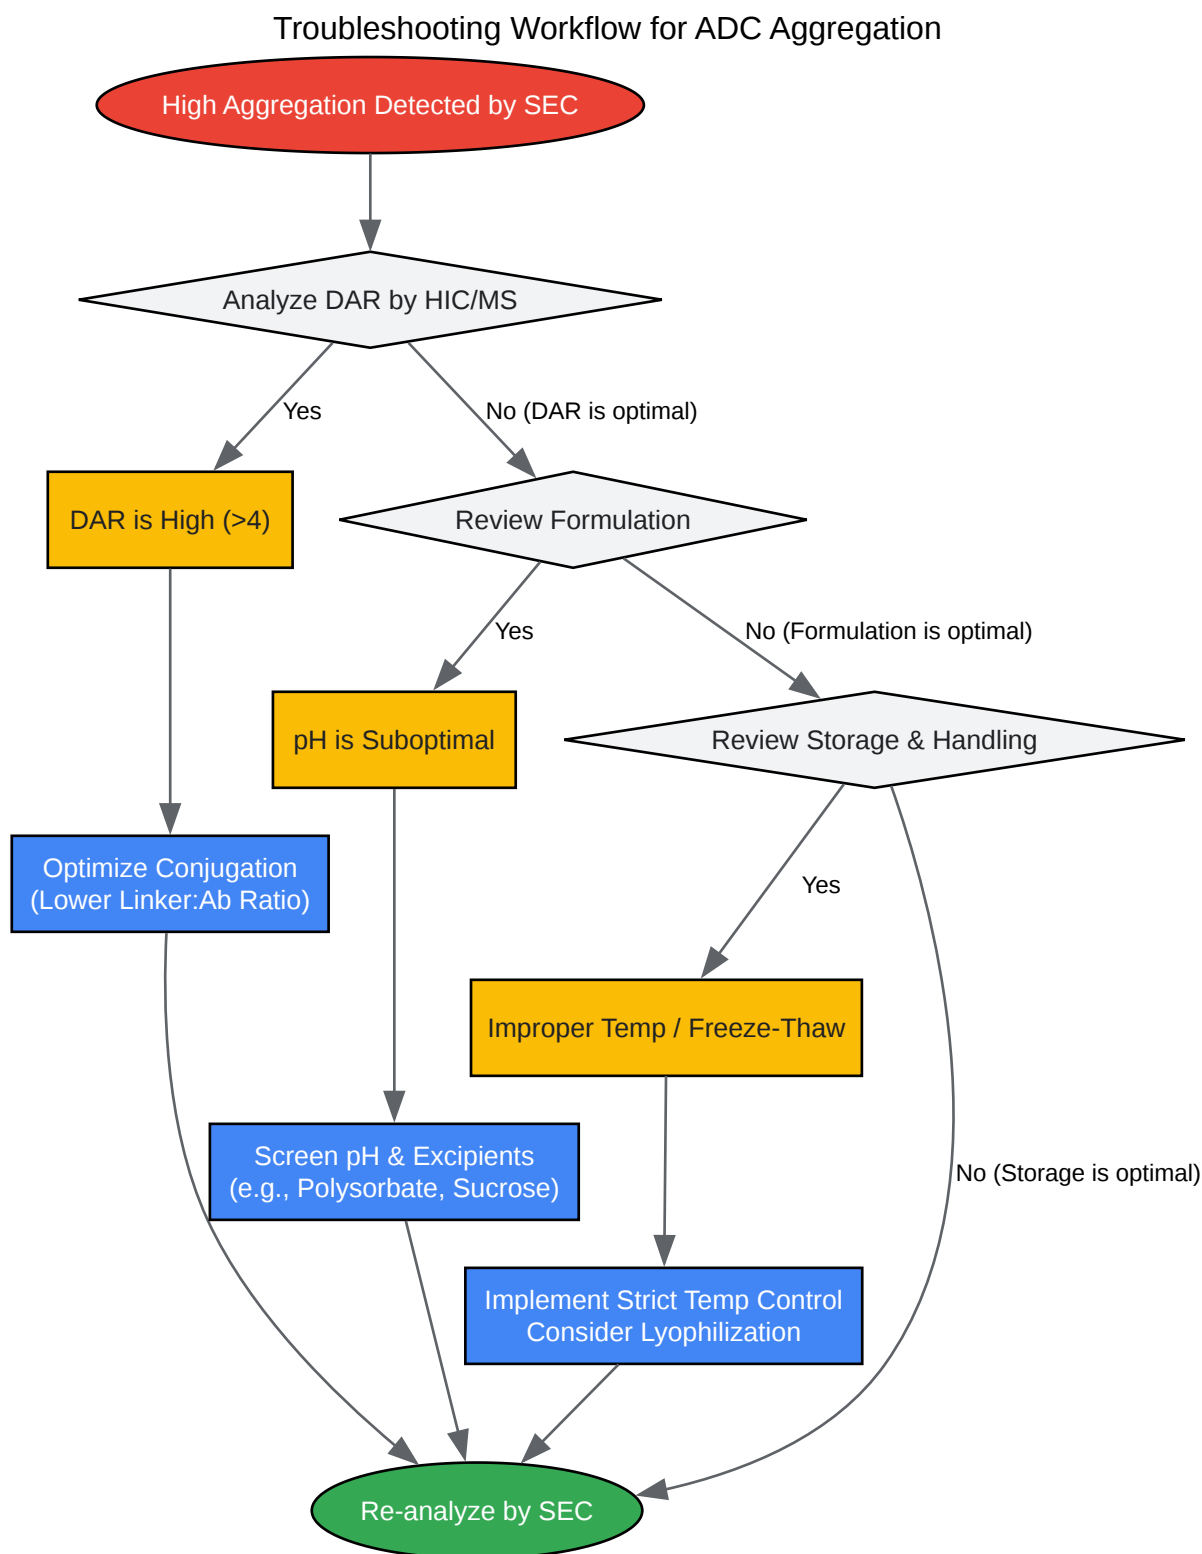 Troubleshooting Workflow for ADC Aggregation
High Aggregation Detected by SEC
Analyze DAR by HIC/MS
Yes
No (DAR is optimal)
DAR is High (>4)
Review Formulation
Yes
No (Formulation is optimal)
pH is Suboptimal
Review Storage & Handling
Optimize Conjugation
(Lower Linker:Ab Ratio)
Yes
Improper Temp / Freeze-Thaw
Screen pH & Excipients
(e.g., Polysorbate, Sucrose)
No (Storage is optimal)
Implement Strict Temp Control
Consider Lyophilization
Re-analyze by SEC